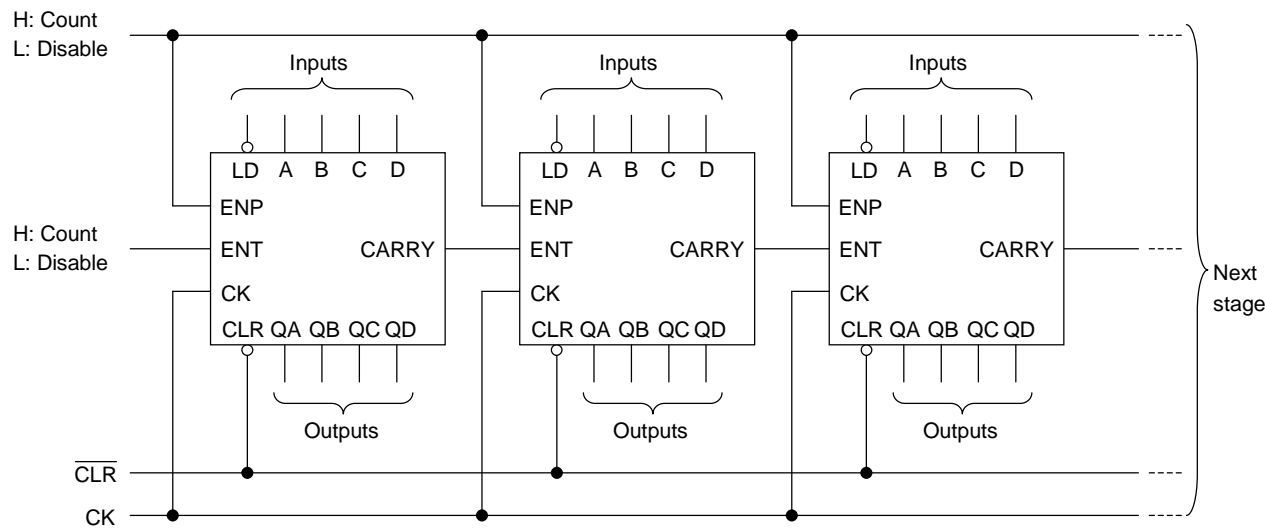 H: Count
L: Disable
Inputs Inputs Inputs
LD A B C D LD A B C D LD A B C D
ENP ENP ENP
H: Count
L: Disable
ENT CARRY ENT CARRY ENT CARRY
Next
stage
CK CK CK
CLR QA QB QC QD CLR QA QB QC QD CLR QA QB QC QD
Outputs Outputs Outputs
CLR
CK